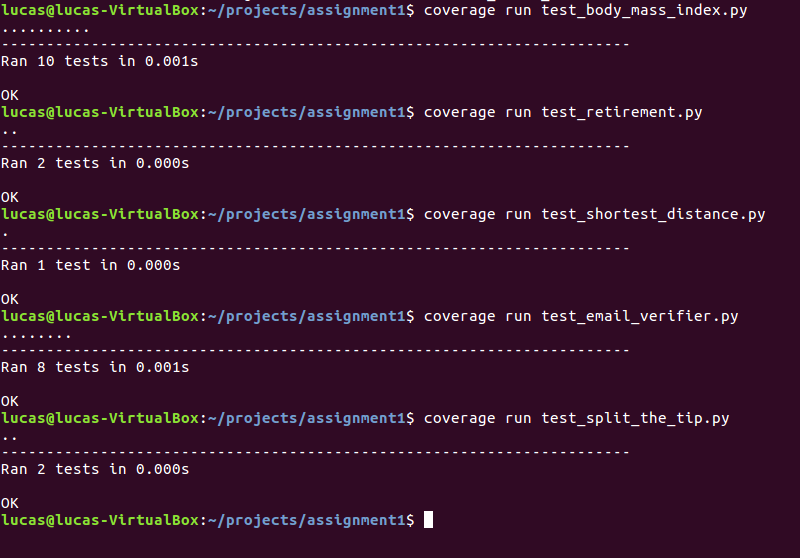 lucas@lucas-VirtualBox:~/projects/assignment1$ coverage run test_body_mass_index.py
..........
----------------------------------------------------------------------
Ran 10 tests in 0.001s
OK
lucas@lucas-VirtualBox:~/projects/assignment1$ coverage run test_retirement.py
..
----------------------------------------------------------------------
Ran 2 tests in 0.000s
OK
lucas@lucas-VirtualBox:~/projects/assignment1$ coverage run test_shortest_distance.py
.
----------------------------------------------------------------------
Ran 1 test in 0.000s
OK
lucas@lucas-VirtualBox:~/projects/assignment1$ coverage run test_email_verifier.py
........
----------------------------------------------------------------------
Ran 8 tests in 0.001s
OK
lucas@lucas-VirtualBox:~/projects/assignment1$ coverage run test_split_the_tip.py
..
----------------------------------------------------------------------
Ran 2 tests in 0.000s
OK
lucas@lucas-VirtualBox:~/projects/assignment1$